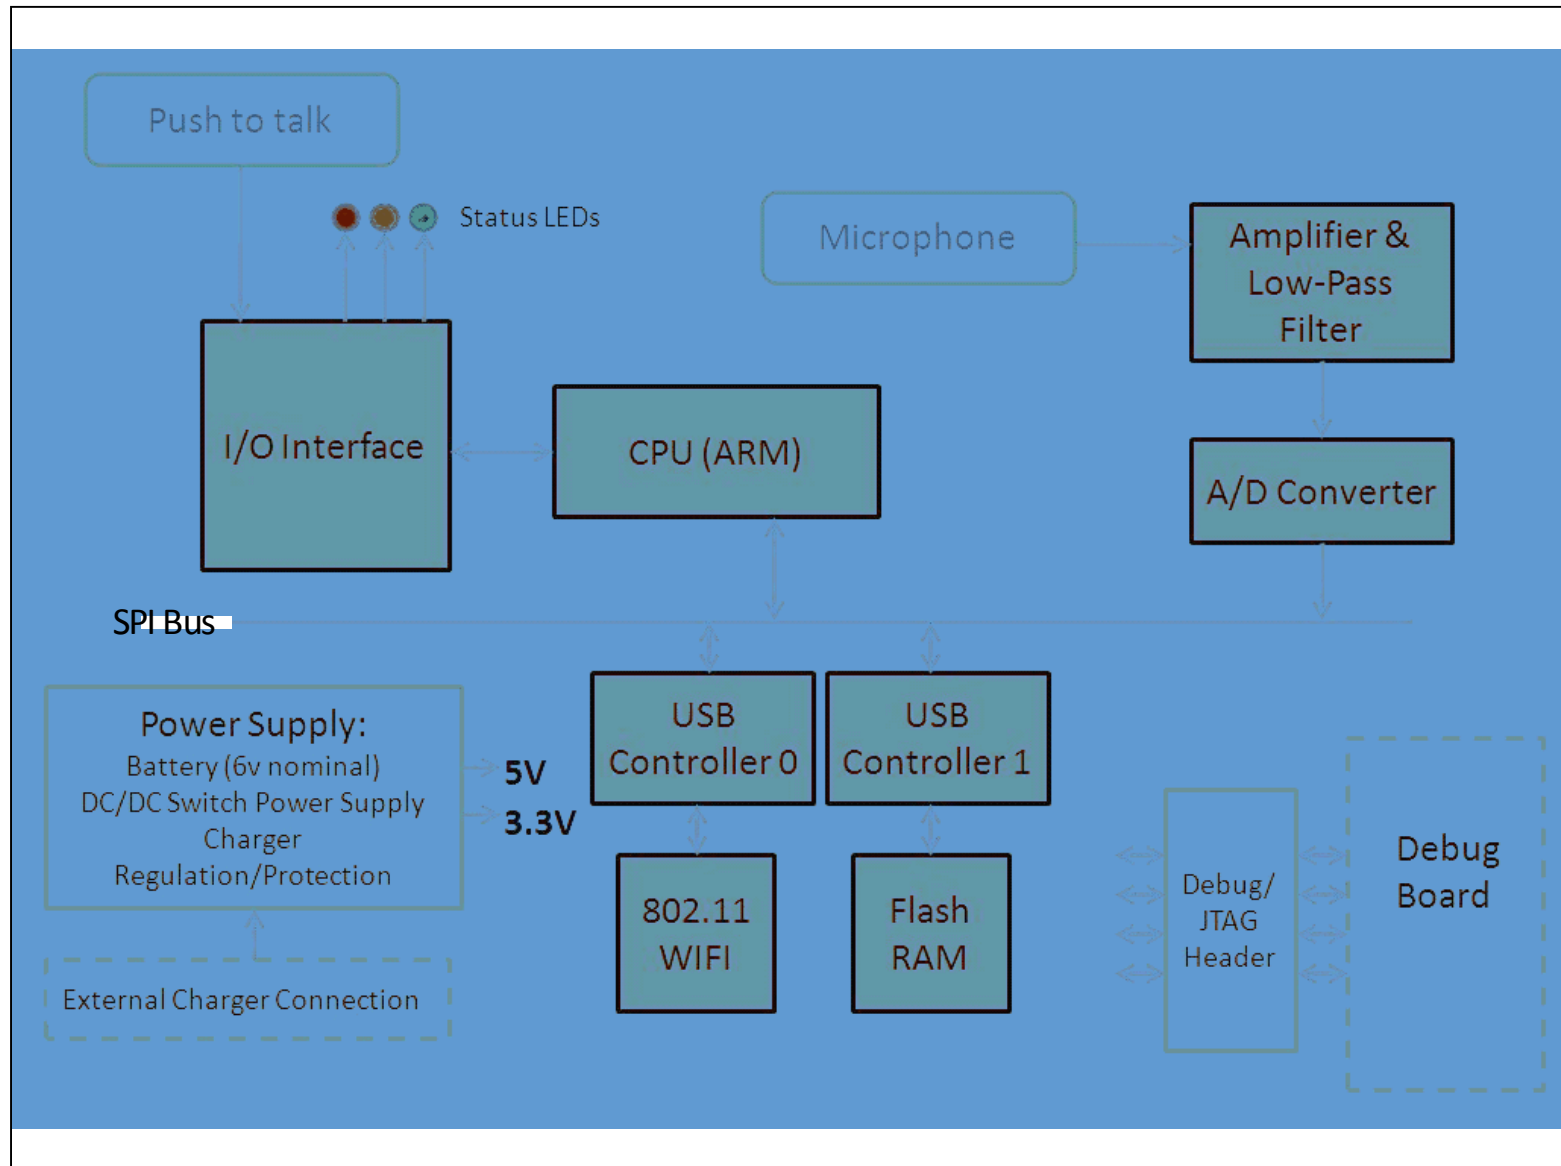 Push to talk
Status LEDs
Microphone
Amplifier &
Low-Pass
Filter
I/O Interface
CPU (ARM)
A/D Converter
SPI Bus
Power Supply:
Battery (6v nominal)
DC/DC Switch Power Supply
Charger
Regulation/Protection
5V
3.3V
USB
Controller 0
USB
Controller 1
802.11
WIFI
Flash
RAM
Debug/
JTAG
Header
Debug
Board
External Charger Connection